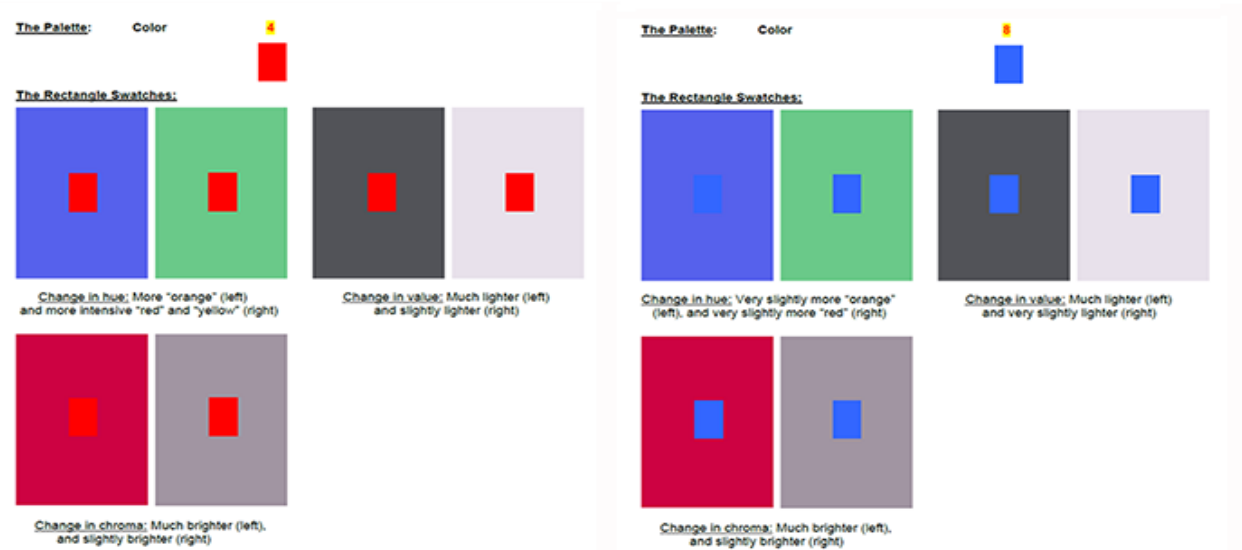 The Palette: Color 4
The Rectangle Swatches:
Change in hue: More "orange" (left)
and more intensive "red" and "yellow" (right)
Change in value: Much lighter (left)
and slightly lighter (right)
Change in chroma: Much brighter (left),
and slightly brighter (right)
The Palette: Color 8
The Rectangle Swatches:
Change in hue: Very slightly more "orange"
(left), and very slightly more "red" (right)
Change in value: Much lighter (left)
and very slightly lighter (right)
Change in chroma: Much brighter (left),
and slightly brighter (right)